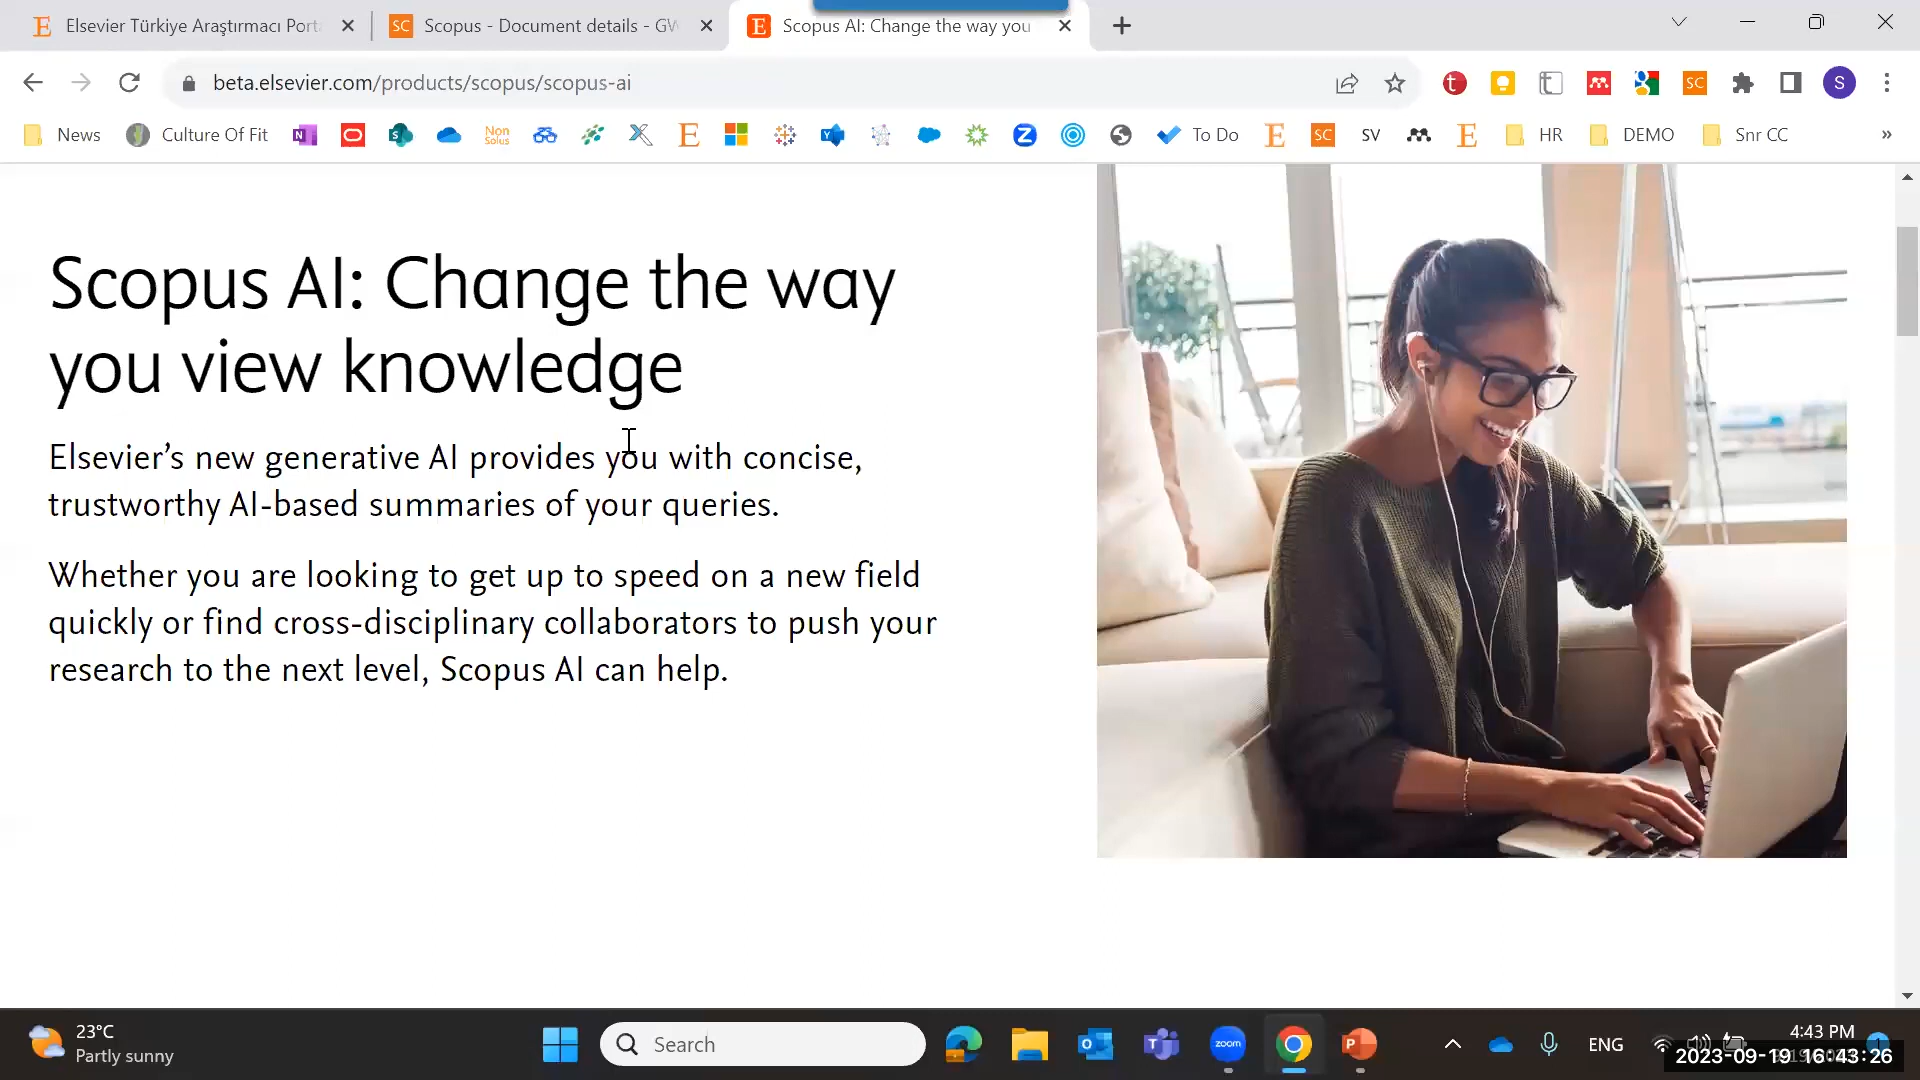 Elsevier Türkiye Araştırmacı Port
Scopus - Document details - GW
Scopus AI: Change the way you
beta.elsevier.com/products/scopus/scopus-ai
S
News
Culture Of Fit
Non Solus
To Do
SC
SV
HR
DEMO
Snr CC
Scopus AI: Change the way
you view knowledge
Elsevier’s new generative AI provides you with concise,
trustworthy AI-based summaries of your queries.
Whether you are looking to get up to speed on a new field
quickly or find cross-disciplinary collaborators to push your
research to the next level, Scopus AI can help.
23°C
Partly sunny
Search
zoom
ENG
4:43 PM
2023-09-19 16:43:26